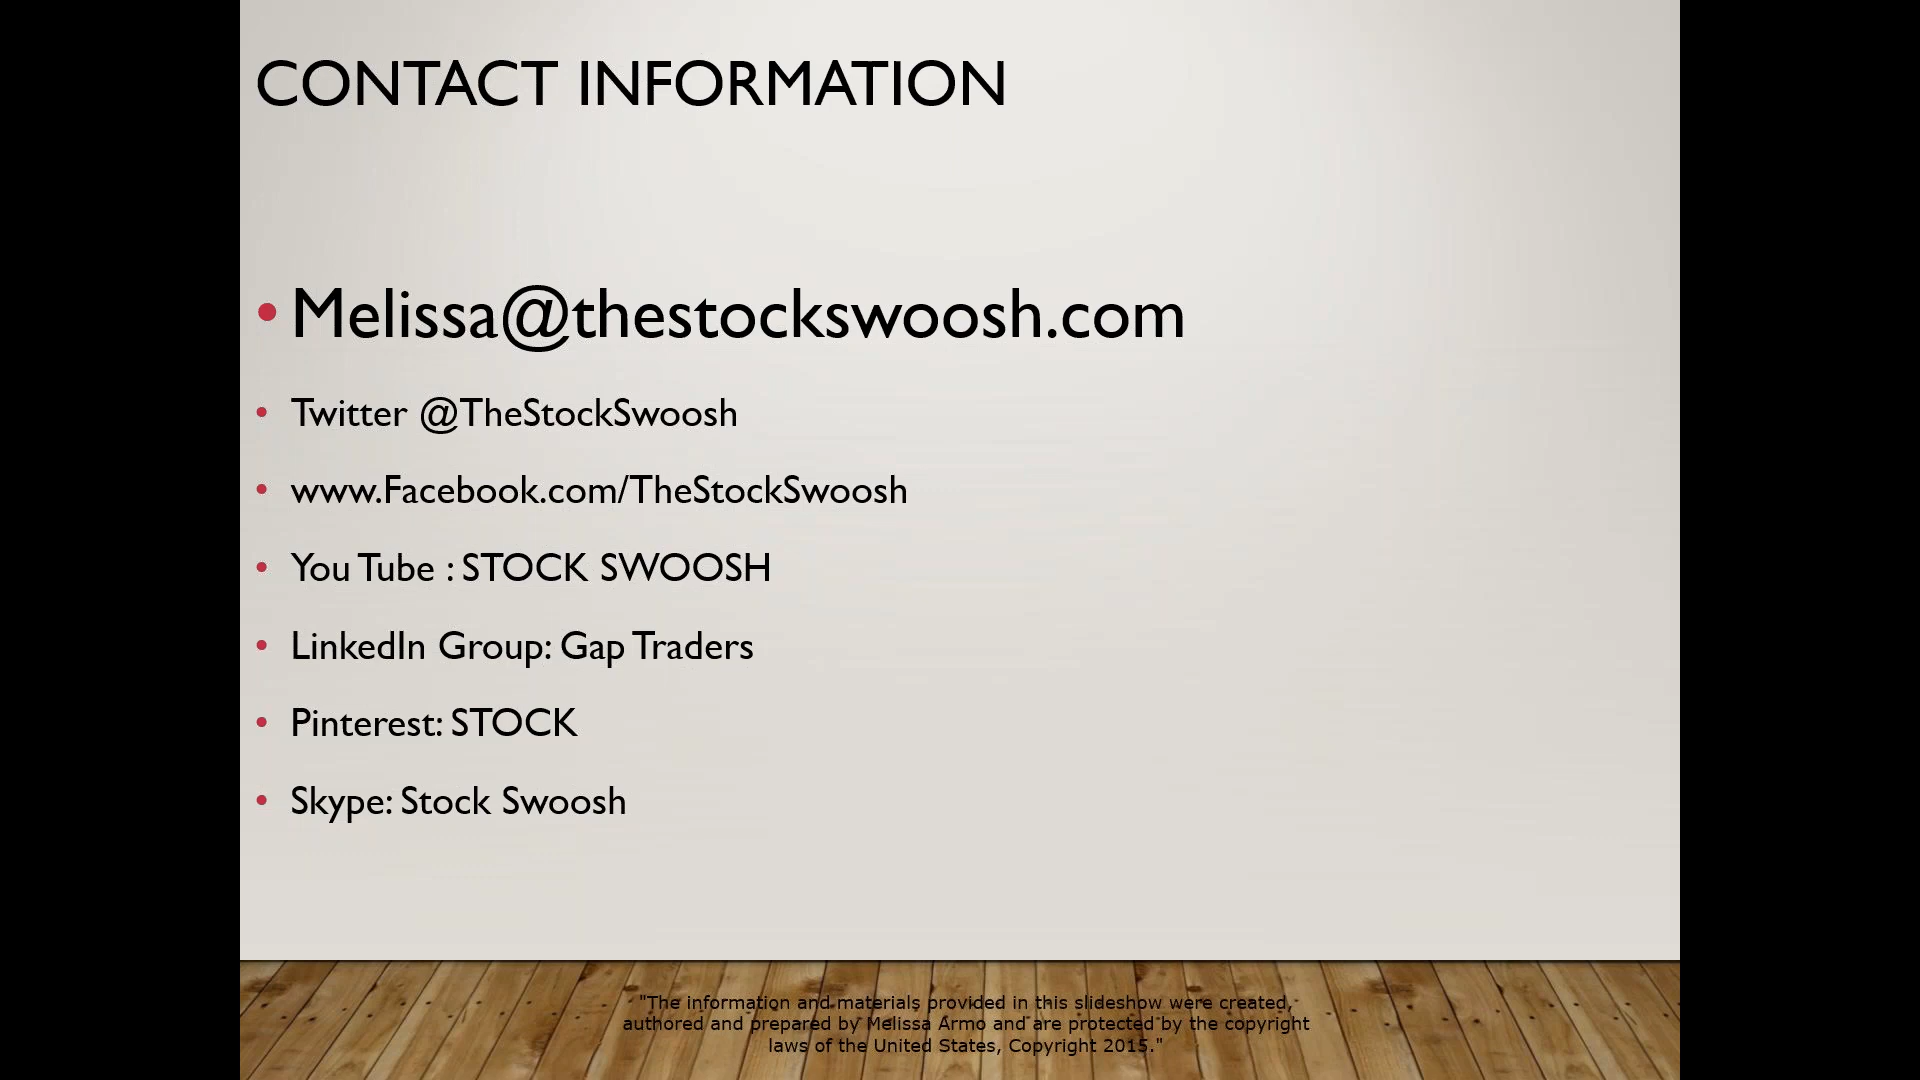 CONTACT INFORMATION
• Melissa@thestockswoosh.com
• Twitter @TheStockSwoosh
• www.Facebook.com/TheStockSwoosh
• You Tube : STOCK SWOOSH
• LinkedIn Group: Gap Traders
• Pinterest: STOCK
• Skype: Stock Swoosh
"The information and materials provided in this slideshow were created,
authored and prepared by Melissa Armo and are protected by the copyright
laws of the United States, Copyright 2015."